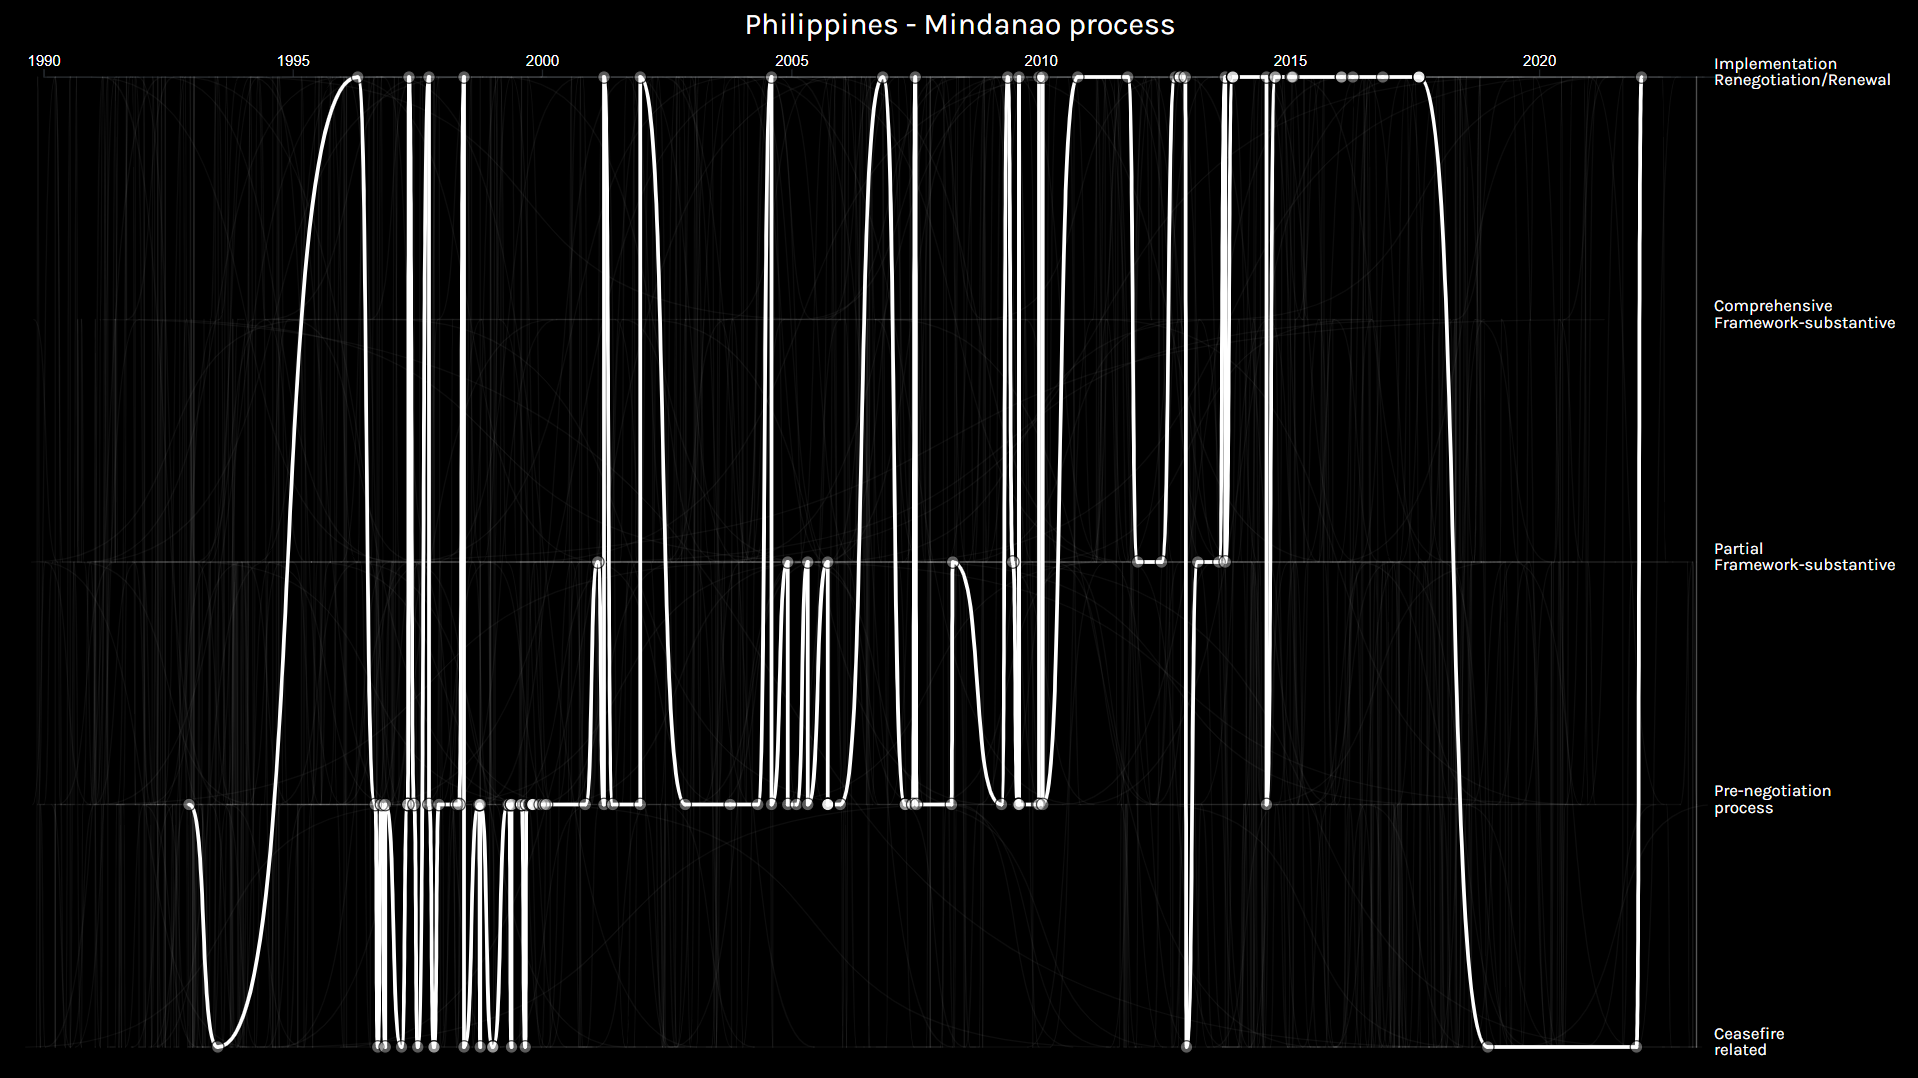 Philippines - Mindanao process
1990 1995 2000 2005 2010 2015 2020
Implementation
Renegotiation/Renewal
Comprehensive
Framework-substantive
Partial
Framework-substantive
Pre-negotiation
process
Ceasefire
related